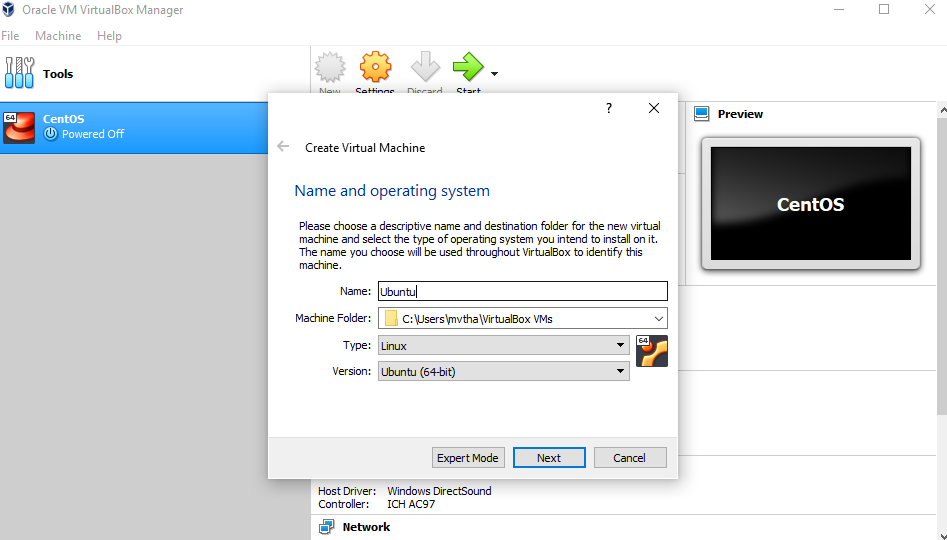 Oracle VM VirtualBox Manager
File Machine Help
Tools
New Settings Discard Start
64
CentOS
Powered Off
Preview
CentOS
?
Create Virtual Machine
Name and operating system
Please choose a descriptive name and destination folder for the new virtual
machine and select the type of operating system you intend to install on it.
The name you choose will be used throughout VirtualBox to identify this
machine.
Name: Ubuntu
Machine Folder: C:\Users\mvtha\VirtualBox VMs
Type: Linux
64
Version: Ubuntu (64-bit)
Expert Mode Next Cancel
Host Driver: Windows DirectSound
Controller: ICH AC97
Network